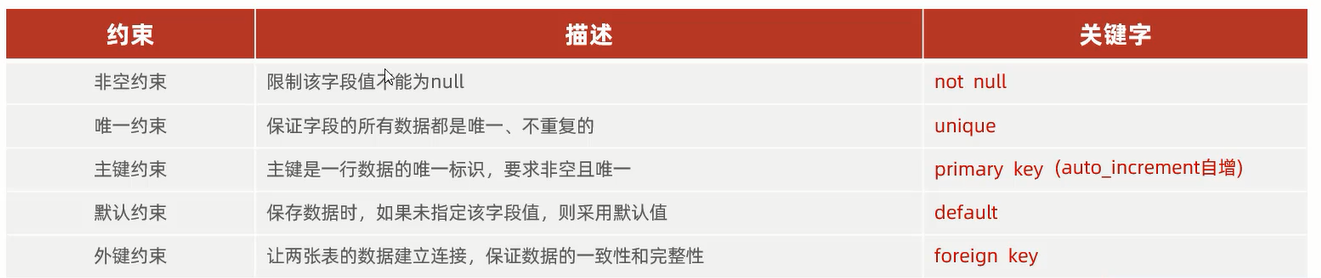 约束 描述 关键字
非空约束 限制该字段值不能为null not null
唯一约束 保证字段的所有数据都是唯一、不重复的 unique
主键约束 主键是一行数据的唯一标识，要求非空且唯一 primary key (auto_increment自增)
默认约束 保存数据时，如果未指定该字段值，则采用默认值 default
外键约束 让两张表的数据建立连接，保证数据的一致性和完整性 foreign key